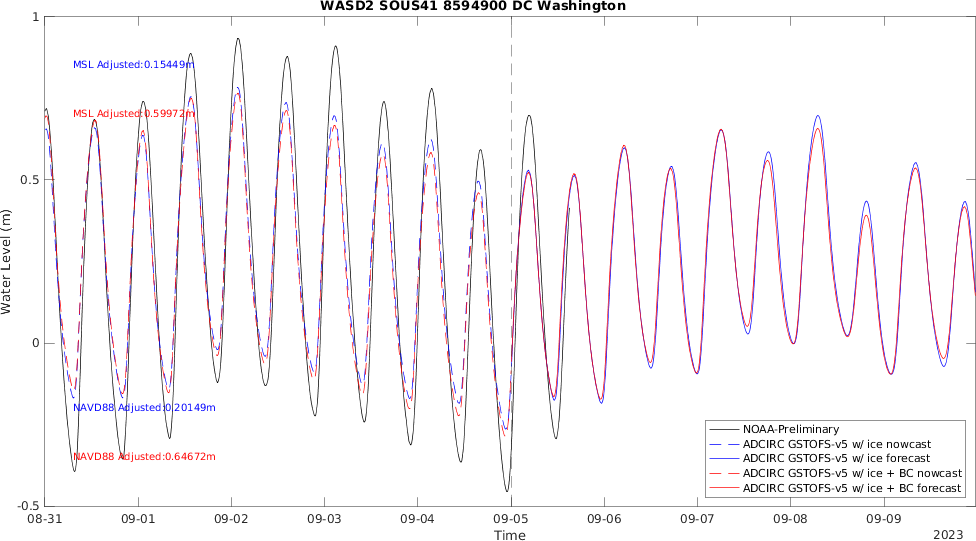 WASD2 SOUS41 8594900 DC Washington
1
MSL Adjusted:0.15449m
MSL Adjusted:0.59972m
0.5
Water Level (m)
0
NAVD88 Adjusted:0.20149m
NAVD88 Adjusted:0.64672m
NOAA-Preliminary
ADCIRC GSTOFS-v5 w/ ice nowcast
ADCIRC GSTOFS-v5 w/ ice forecast
ADCIRC GSTOFS-v5 w/ ice + BC nowcast
ADCIRC GSTOFS-v5 w/ ice + BC forecast
-0.5
08-31 09-01 09-02 09-03 09-04 09-05 09-06 09-07 09-08 09-09
Time
2023